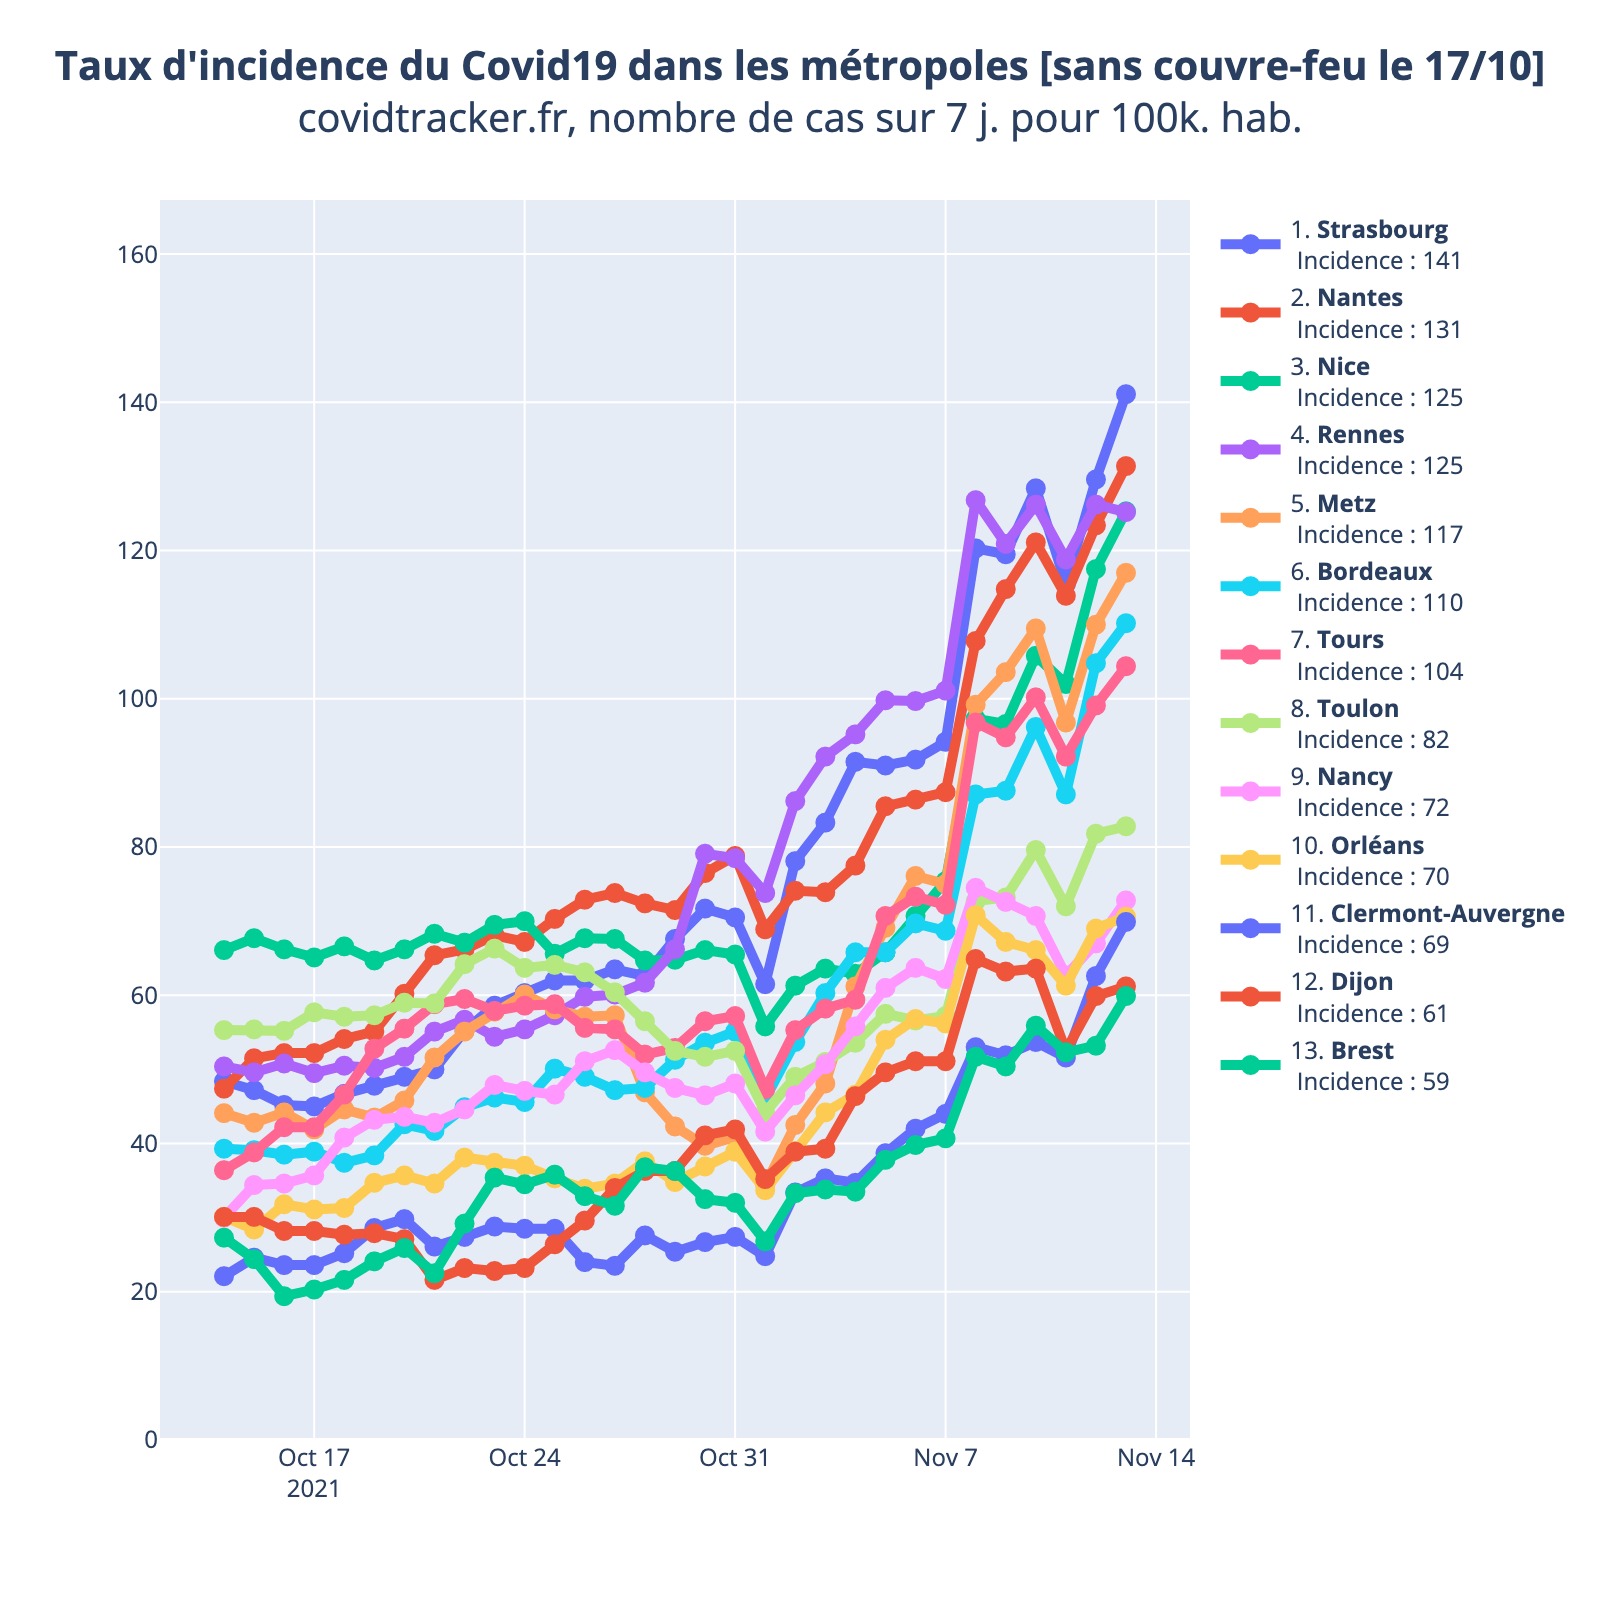 Taux d'incidence du Covid19 dans les métropoles [sans couvre-feu le 17/10]
covidtracker.fr, nombre de cas sur 7 j. pour 100k. hab.
160
140
120
100
80
60
40
20
0
Oct 17
2021
Oct 24
Oct 31
Nov 7
Nov 14
1. Strasbourg
Incidence : 141
2. Nantes
Incidence : 131
3. Nice
Incidence : 125
4. Rennes
Incidence : 125
5. Metz
Incidence : 117
6. Bordeaux
Incidence : 110
7. Tours
Incidence : 104
8. Toulon
Incidence : 82
9. Nancy
Incidence : 72
10. Orléans
Incidence : 70
11. Clermont-Auvergne
Incidence : 69
12. Dijon
Incidence : 61
13. Brest
Incidence : 59